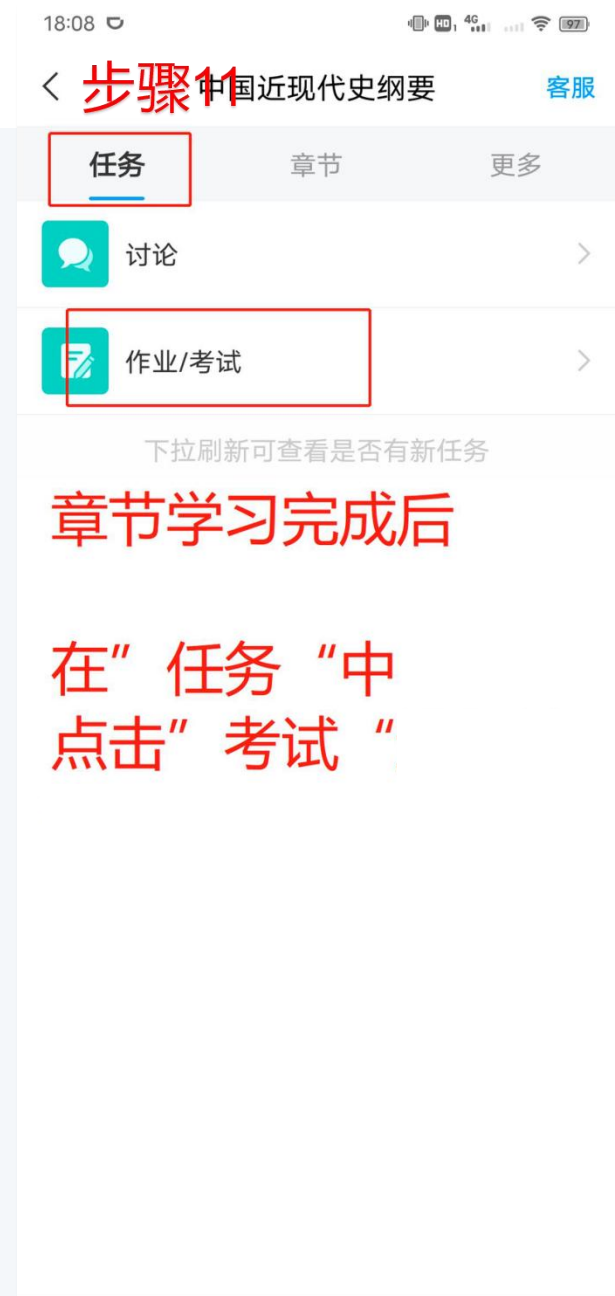 18:08 HD1 4G 97
步骤11
中国近现代史纲要 客服
任务 章节 更多
讨论
作业/考试
下拉刷新可查看是否有新任务
章节学习完成后
在”任务“中
点击”考试“